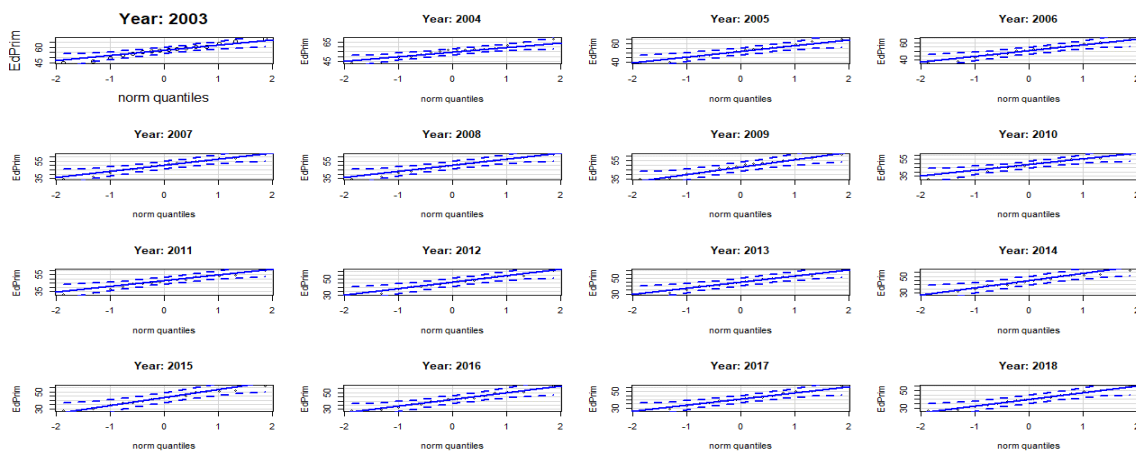 Year: 2003 Year: 2004 Year: 2005 Year: 2006
EdPrim 45 60 EdPrim 45 65 EdPrim 40 60 EdPrim 40 60
-2 -1 0 1 2 -2 -1 0 1 2 -2 -1 0 1 2 -2 -1 0 1 2
norm quantiles norm quantiles norm quantiles norm quantiles
Year: 2007 Year: 2008 Year: 2009 Year: 2010
EdPrim 35 55 EdPrim 35 55 EdPrim 35 55 EdPrim 35 55
-2 -1 0 1 2 -2 -1 0 1 2 -2 -1 0 1 2 -2 -1 0 1 2
norm quantiles norm quantiles norm quantiles norm quantiles
Year: 2011 Year: 2012 Year: 2013 Year: 2014
EdPrim 35 55 EdPrim 30 50 EdPrim 30 50 EdPrim 30 50
-2 -1 0 1 2 -2 -1 0 1 2 -2 -1 0 1 2 -2 -1 0 1 2
norm quantiles norm quantiles norm quantiles norm quantiles
Year: 2015 Year: 2016 Year: 2017 Year: 2018
EdPrim 30 50 EdPrim 30 50 EdPrim 30 50 EdPrim 30 50
-2 -1 0 1 2 -2 -1 0 1 2 -2 -1 0 1 2 -2 -1 0 1 2
norm quantiles norm quantiles norm quantiles norm quantiles